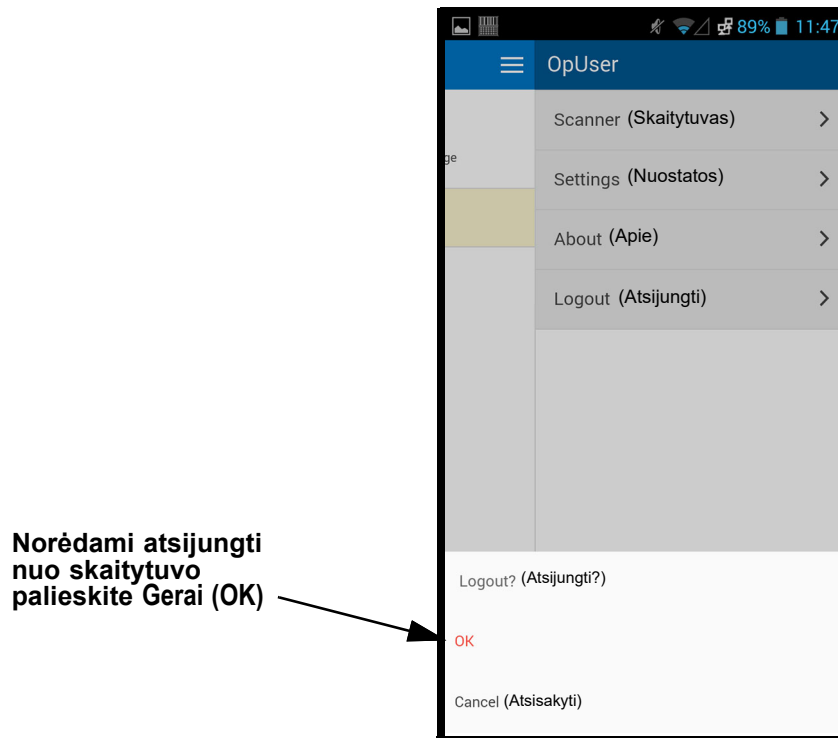 89% 11:47
OpUser
Scanner (Skaitytuvas)
ge
Settings (Nuostatos)
About (Apie)
Logout (Atsijungti)
Norėdami atsijungti
nuo skaitytuvo
palieskite Gerai (OK)
Logout? (Atsijungti?)
OK
Cancel (Atsisakyti)